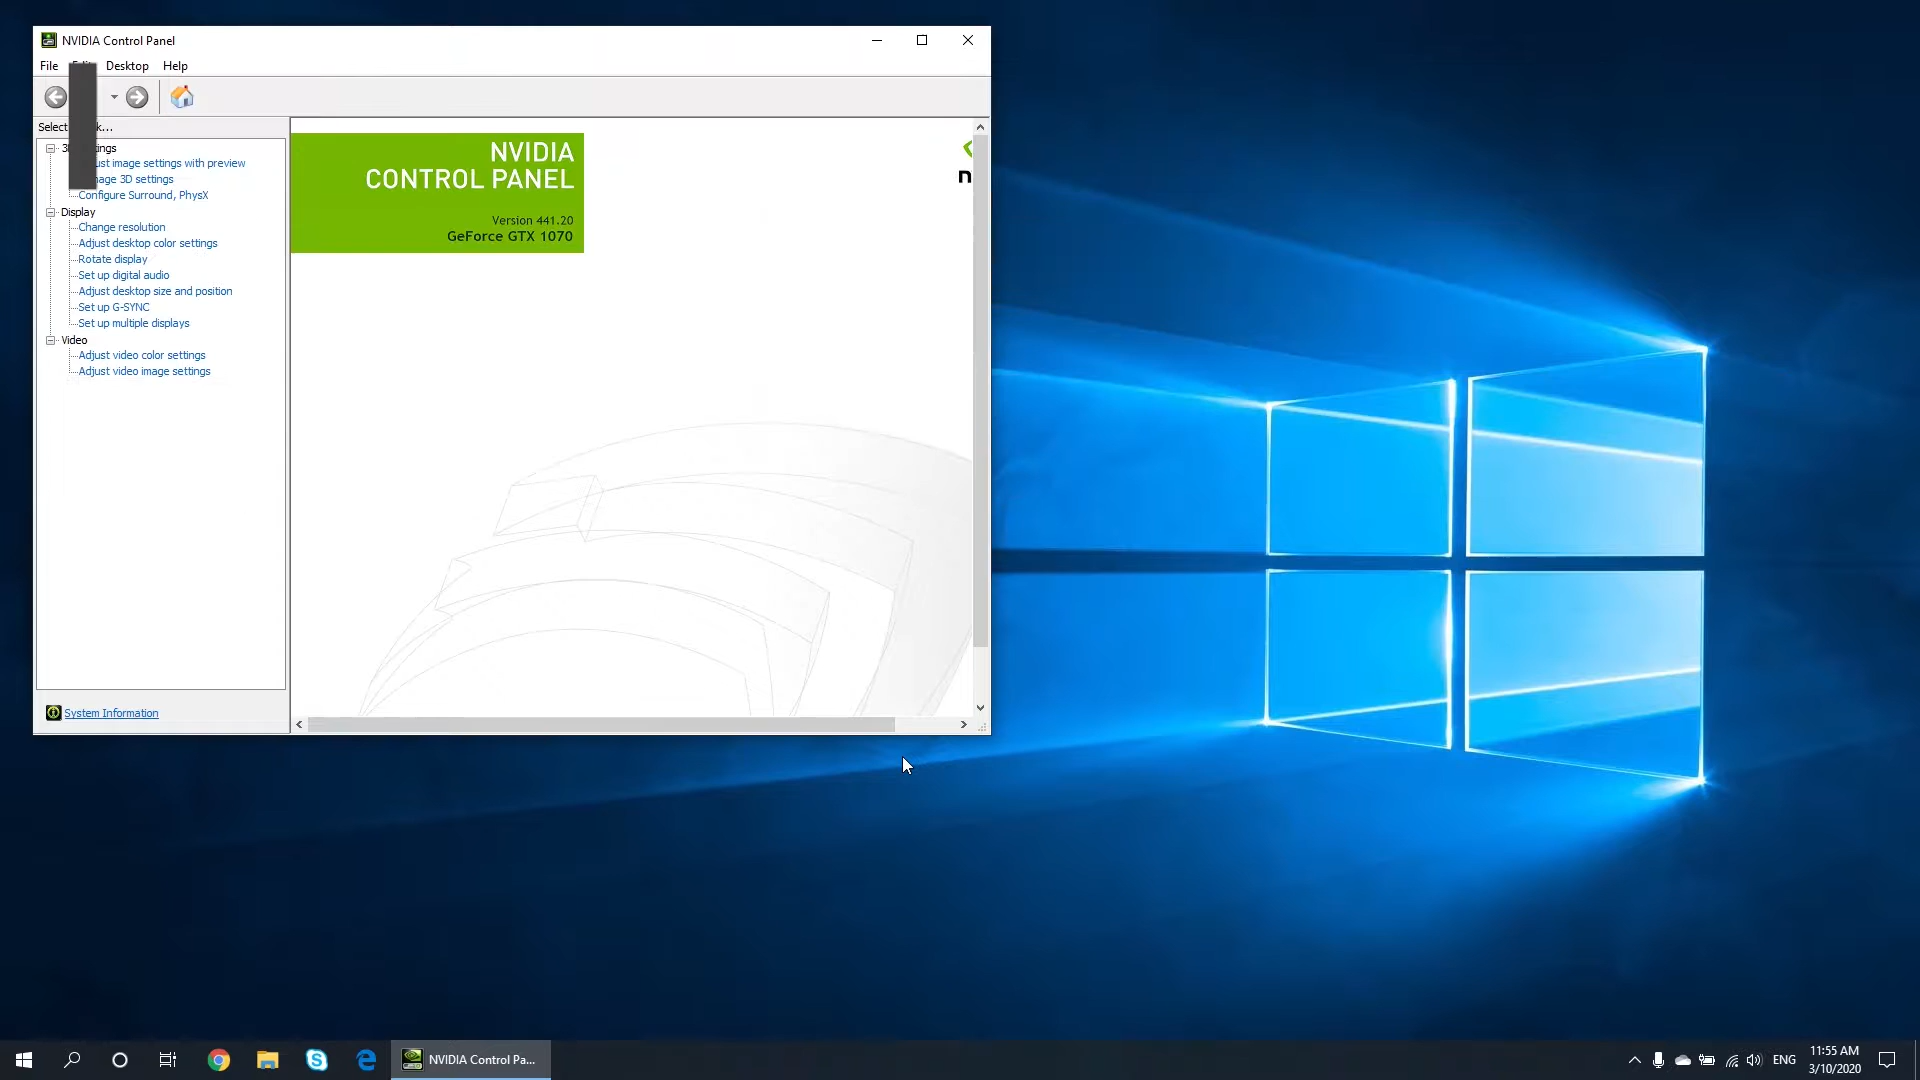 NVIDIA Control Panel
File Desktop Help
Select
3D
Adjust image settings with preview
Manage 3D settings
Configure Surround, PhysX
Display
Change resolution
Adjust desktop color settings
Rotate display
Set up digital audio
Adjust desktop size and position
Set up G-SYNC
Set up multiple displays
Video
Adjust video color settings
Adjust video image settings
System Information
NVIDIA
CONTROL PANEL
Version 441.20
GeForce GTX 1070
n
NVIDIA Control Pa...
ENG
11:55 AM
3/10/2020